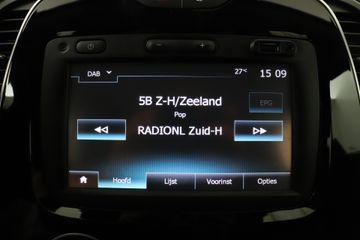 DAB 27°C 15 09
5B Z-H/Zeeland
EPG
Pop
RADIONL Zuid-H
Hoofd Lijst Voorinst Opties